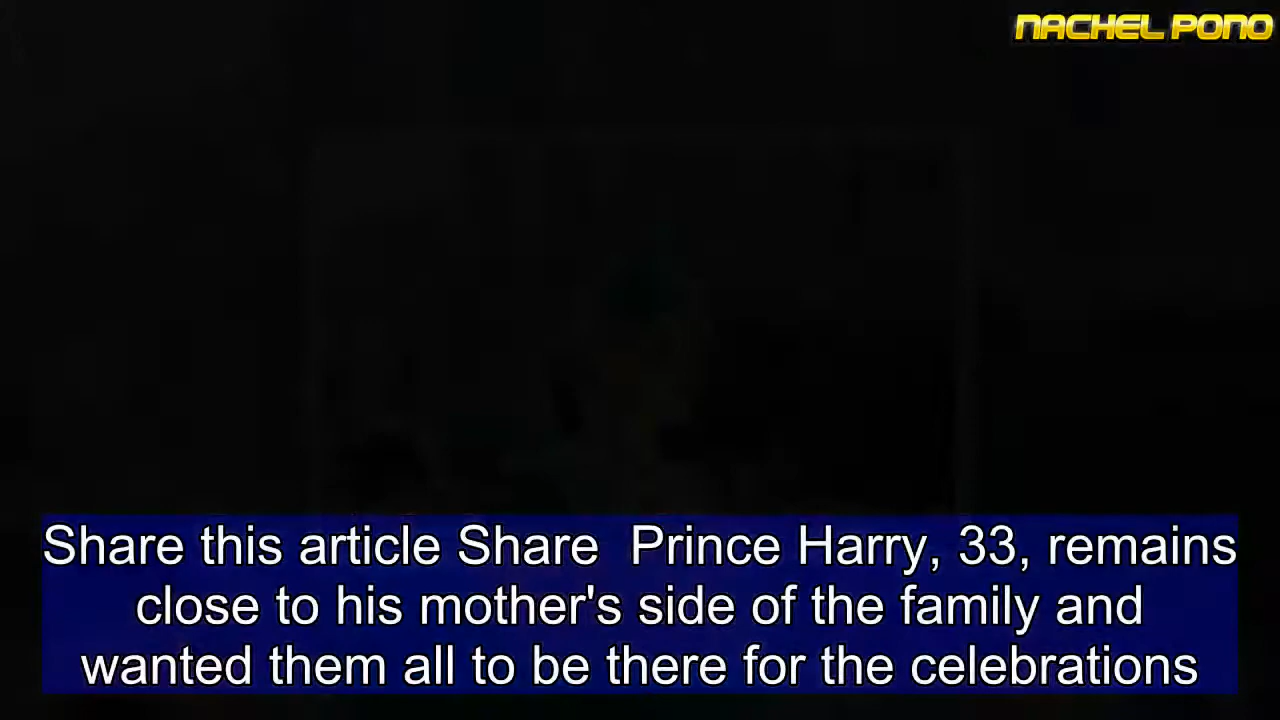 NACHEL PONO
Share this article Share  Prince Harry, 33, remains
close to his mother's side of the family and
wanted them all to be there for the celebrations